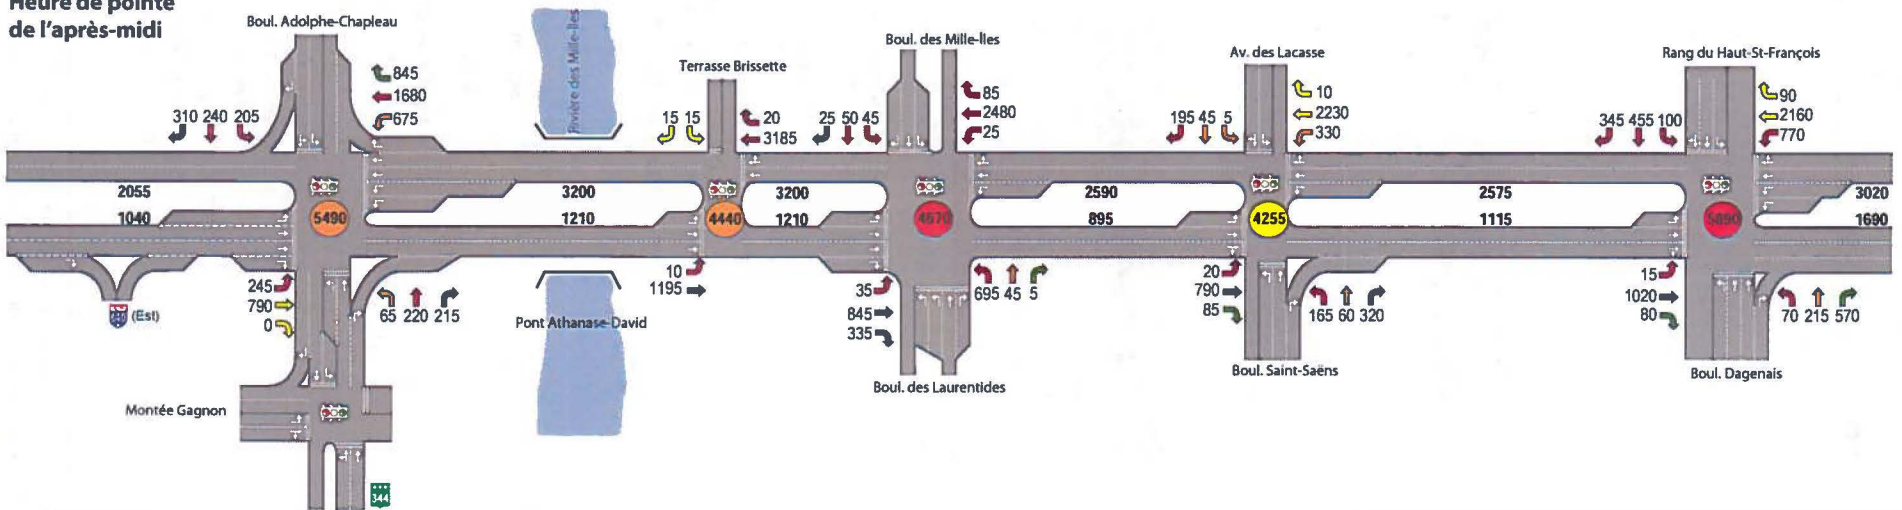 Heure de pointe
de l'après-midi
Boul. Adolphe-Chapleau
845
1680
675
310 240 205
Rivière des Mille-Îles
Terrasse Brissette
15 15
20
3185
Boul. des Mille-Îles
25 50 45
85
2480
25
Av. des Lacasse
195 45 5
10
2230
330
Rang du Haut-St-François
345 455 100
90
2160
770
2055
1040
5490
3200
1210
4440
3200
1210
4670
2590
895
4255
2575
1115
5890
3020
1690
(Est)
245
790
0
65 220 215
Pont Athanase-David
10
1195
35
845
335
695 45 5
Boul. des Laurentides
20
790
85
165 60 320
Boul. Saint-Saëns
15
1020
80
70 215 570
Boul. Dagenais
Montée Gagnon
344